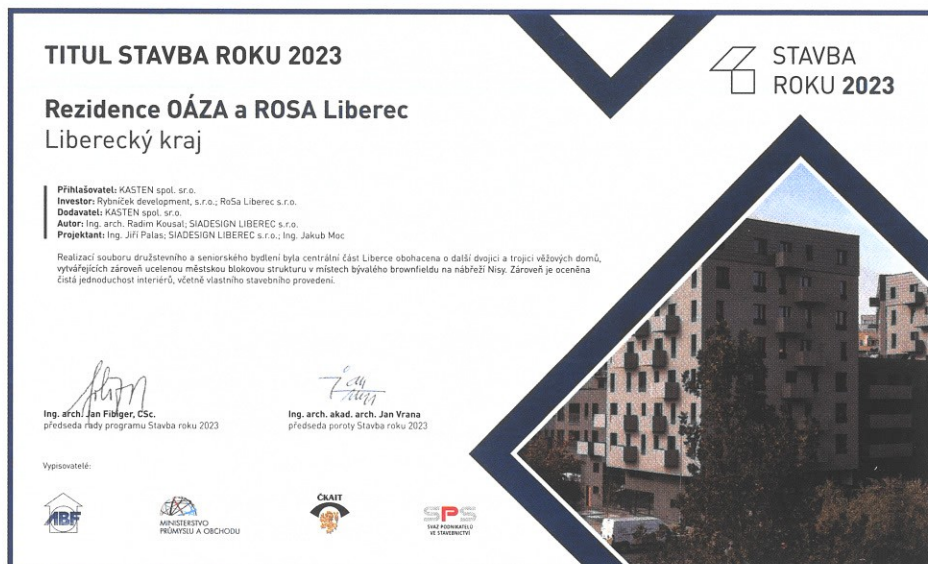 TITUL STAVBA ROKU 2023
STAVBA
ROKU 2023
Rezidence OÁZA a ROSA Liberec
Liberecký kraj
Přihlašovatel: KASTEN spol. sr.o.
Investor: Rybníček development, s.r.o.; RoSa Liberec s.r.o.
Dodavatel: KASTEN spol. sr.o.
Autor: Ing. arch. Radim Kousal; SIADESIGN LIBEREC s.r.o.
Projektant: Ing. Jiří Palas; SIADESIGN LIBEREC s.r.o.; Ing. Jakub Moc
Realizací souboru družstevního a seniorského bydlení byla centrální část Liberce obohacena o další dvojici a trojici věžových domů,
vytvářejících zároveň ucelenou městskou blokovou strukturu v místech bývalého brownfieldu na nábřeží Nisy. Zároveň je oceněna
čistá jednoduchost interiérů, včetně vlastního stavebního provedení.
Ing. arch. Jan Fibiger, CSc.
předseda rady programu Stavba roku 2023
Ing. arch. akad. arch. Jan Vrana
předseda poroty Stavba roku 2023
Vypisovatelé:
ABF
MINISTERSTVO
PRŮMYSLU A OBCHODU
ČKAIT
SPS
SVAZ PODNIKATELŮ
VE STAVEBNICTVÍ